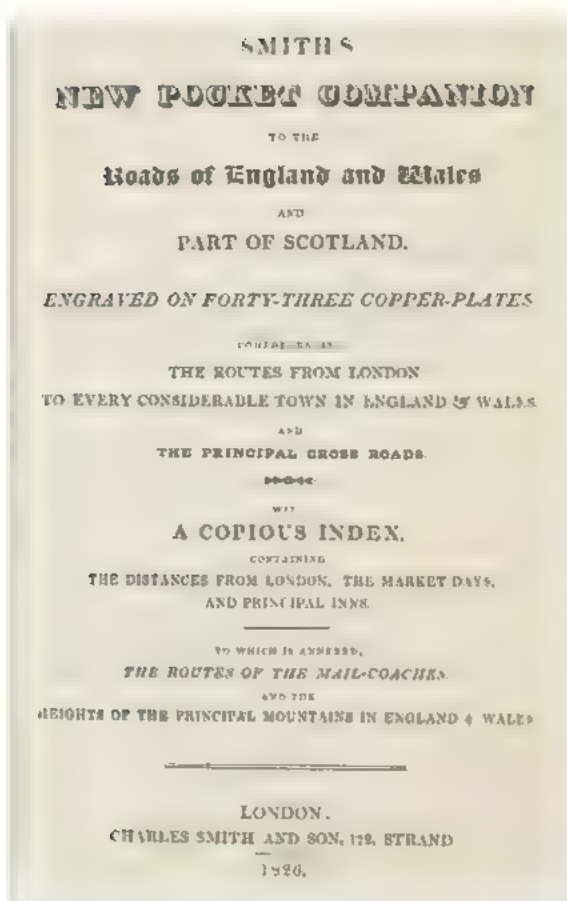 SMITH'S
NEW POCKET COMPANION
TO THE
Roads of England and Wales
AND
PART OF SCOTLAND.
ENGRAVED ON FORTY-THREE COPPER-PLATES
THE ROUTES FROM LONDON
TO EVERY CONSIDERABLE TOWN IN ENGLAND & WALES
AND
THE PRINCIPAL CROSS ROADS.
WIT
A COPIOUS INDEX,
CONTAINING
THE DISTANCES FROM LONDON, THE MARKET DAYS,
AND PRINCIPAL INNS.
TO WHICH IS ANNEXED,
THE ROUTES OF THE MAIL-COACHES,
AND THE
HEIGHTS OF THE PRINCIPAL MOUNTAINS IN ENGLAND & WALES
LONDON.
CHARLES SMITH AND SON, 172, STRAND
1826.